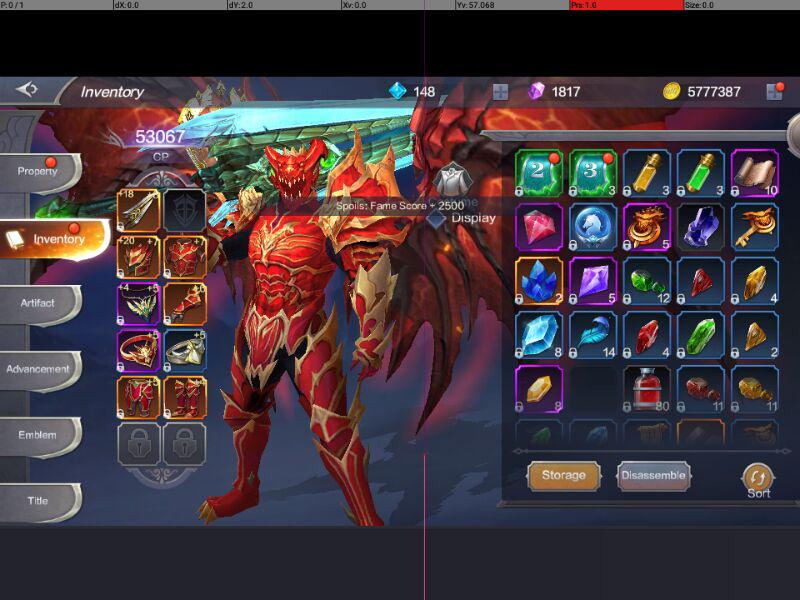 P: 0 / 1
dX: 0.0
dY: 2.0
Xv: 0.0
Yv: 57.068
Prs: 1.0
Size: 0.0
Inventory
148
1817
5777387
53067
CP
Property
Inventory
Artifact
Advancement
Emblem
Title
+18
+20
+4
+5
Spoils: Fame Score + 2500
Display
2
3
3
3
3
10
5
2
5
12
4
8
14
4
14
2
8
80
11
11
Storage
Disassemble
Sort